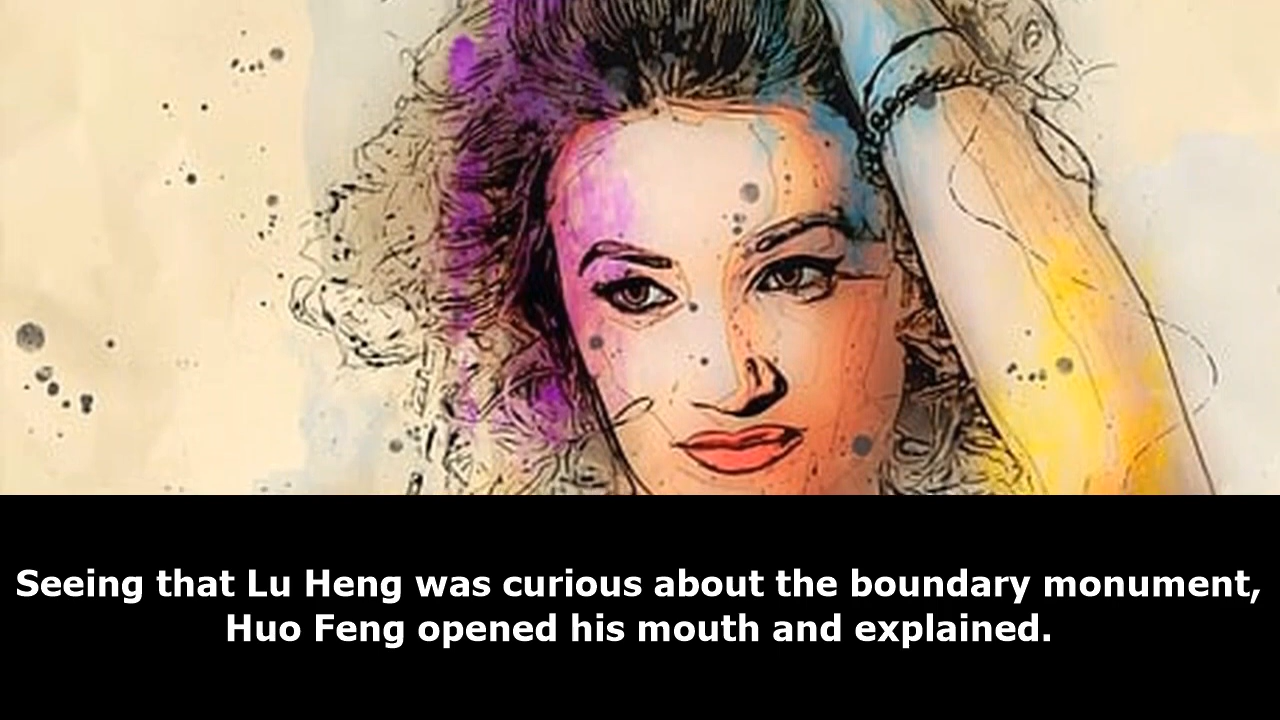 Seeing that Lu Heng was curious about the boundary monument,
Huo Feng opened his mouth and explained.